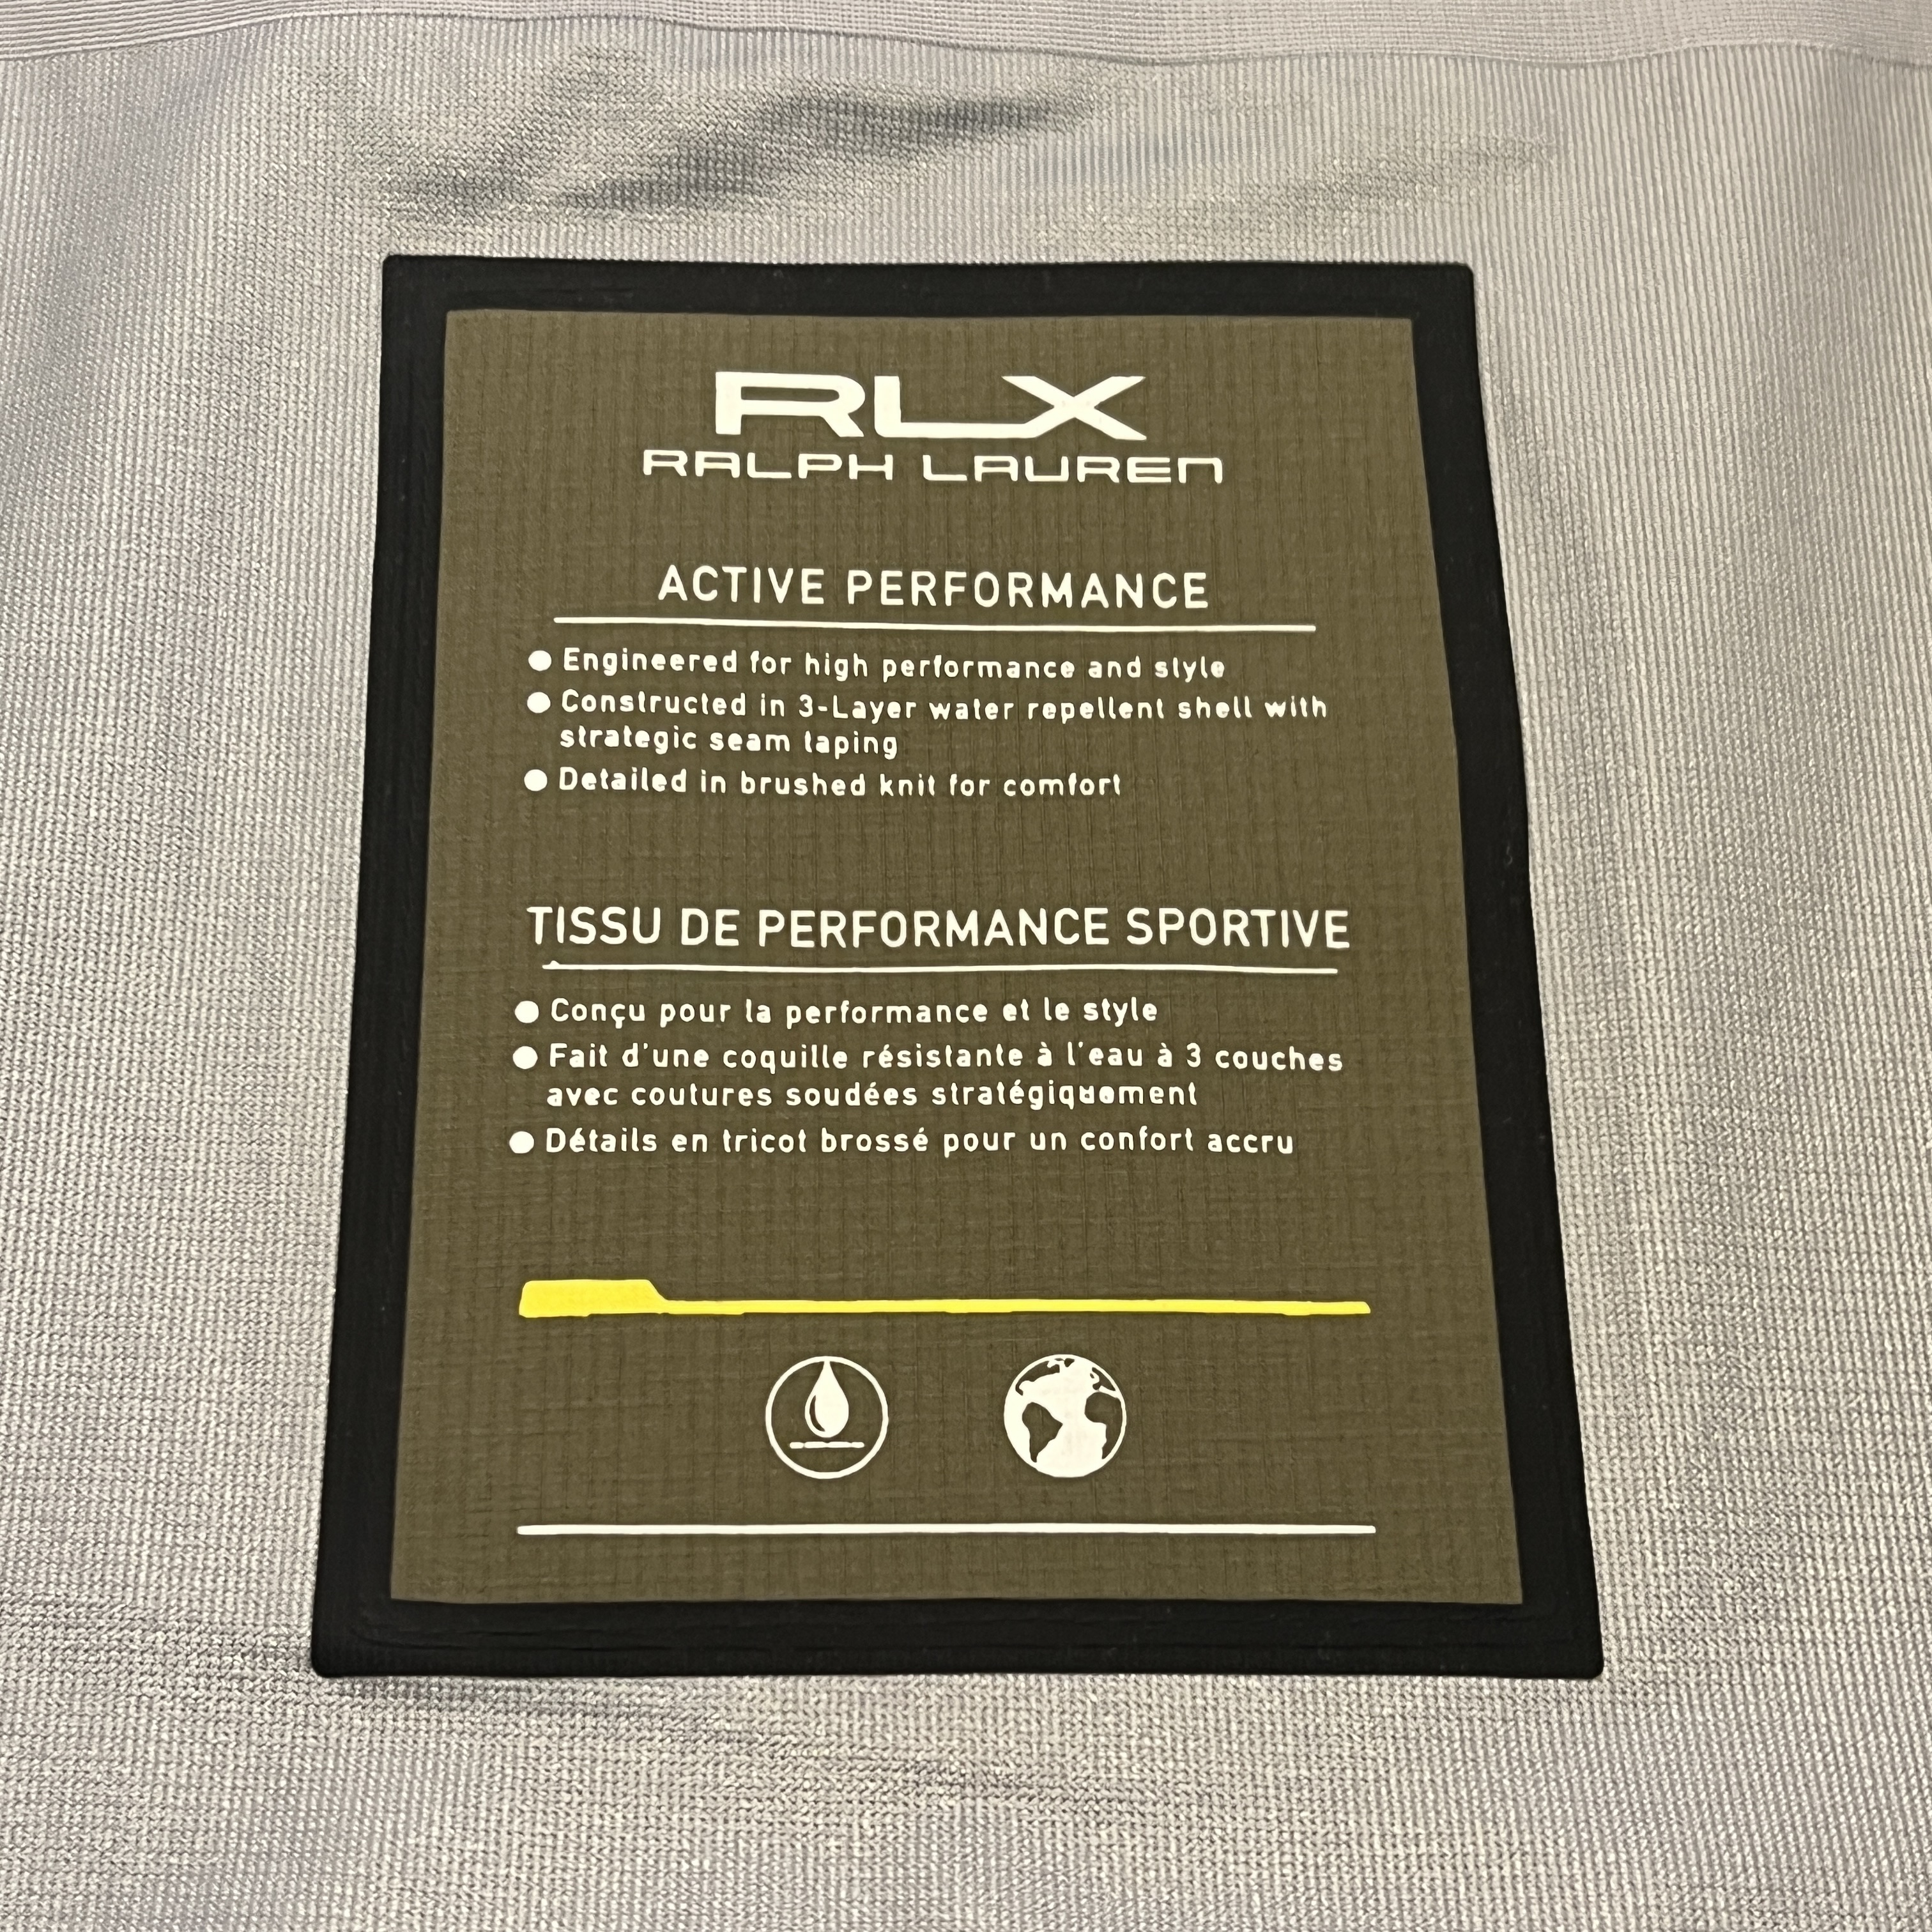 RLX
RALPH LAUREN
ACTIVE PERFORMANCE
● Engineered for high performance and style
● Constructed in 3-Layer water repellent shell with
strategic seam taping
● Detailed in brushed knit for comfort
TISSU DE PERFORMANCE SPORTIVE
● Conçu pour la performance et le style
● Fait d'une coquille résistante à l'eau à 3 couches
avec coutures soudées stratégiquement
● Détails en tricot brossé pour un confort accru